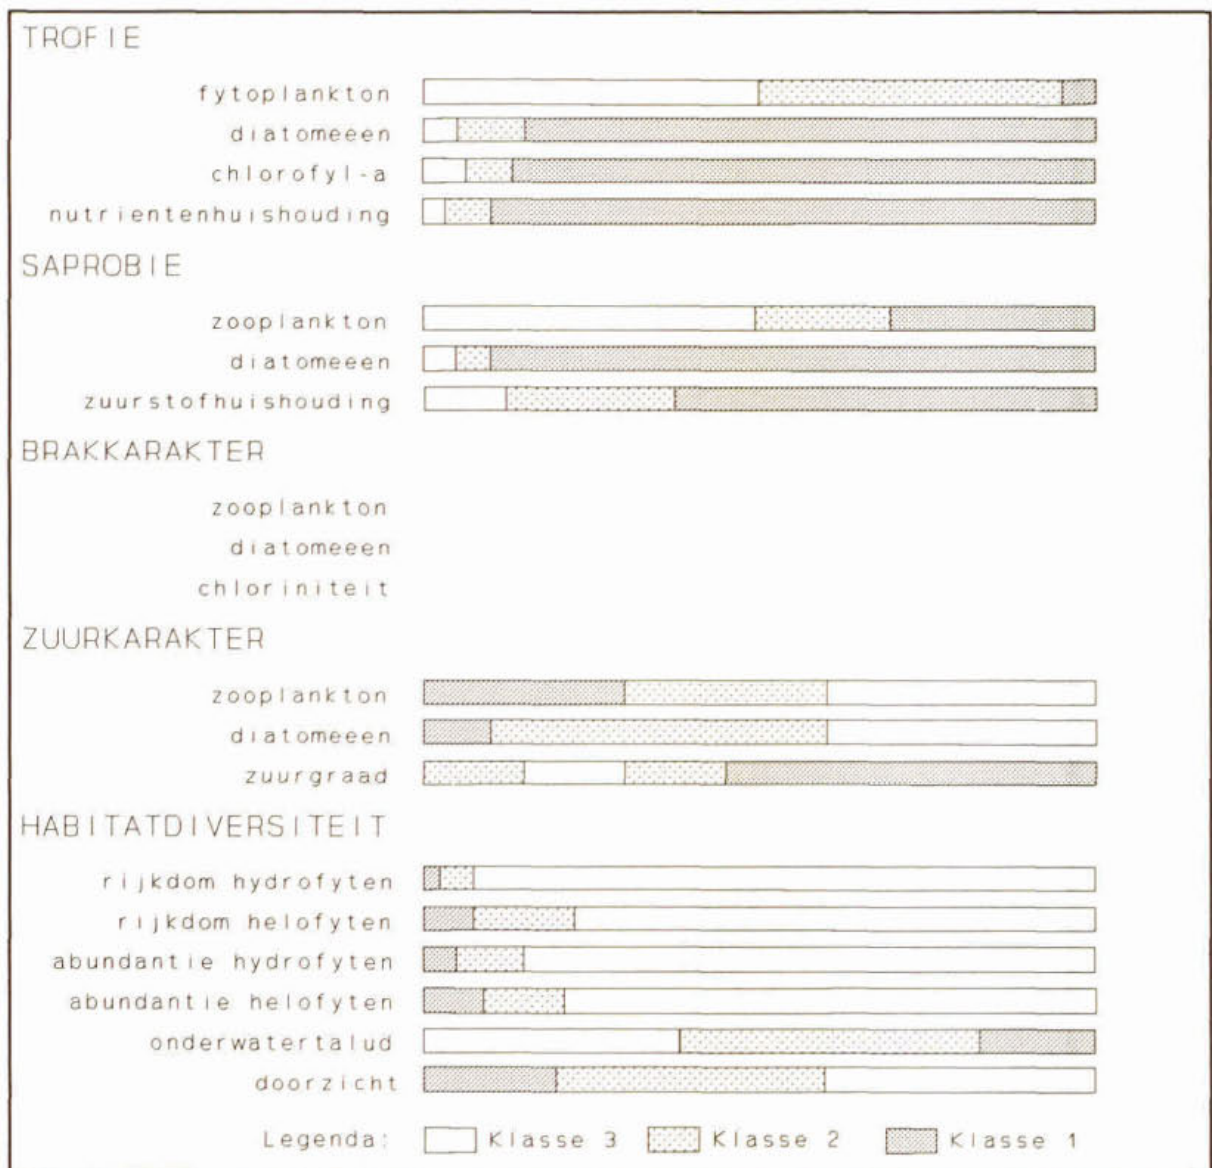 TROFIE
fytoplankton
diatomeeen
chlorofyl-a
nutrientenhuishouding
SAPROBIE
zooplankton
diatomeeen
zuurstofhuishouding
BRAKKARAKTER
zooplankton
diatomeeen
chloriniteit
ZUURKARAKTER
zooplankton
diatomeeen
zuurgraad
HABITATDIVERSITEIT
rijkdom hydrofyten
rijkdom helofyten
abundantie hydrofyten
abundantie helofyten
onderwatertalud
doorzicht
Legenda: Klasse 3 Klasse 2 Klasse 1